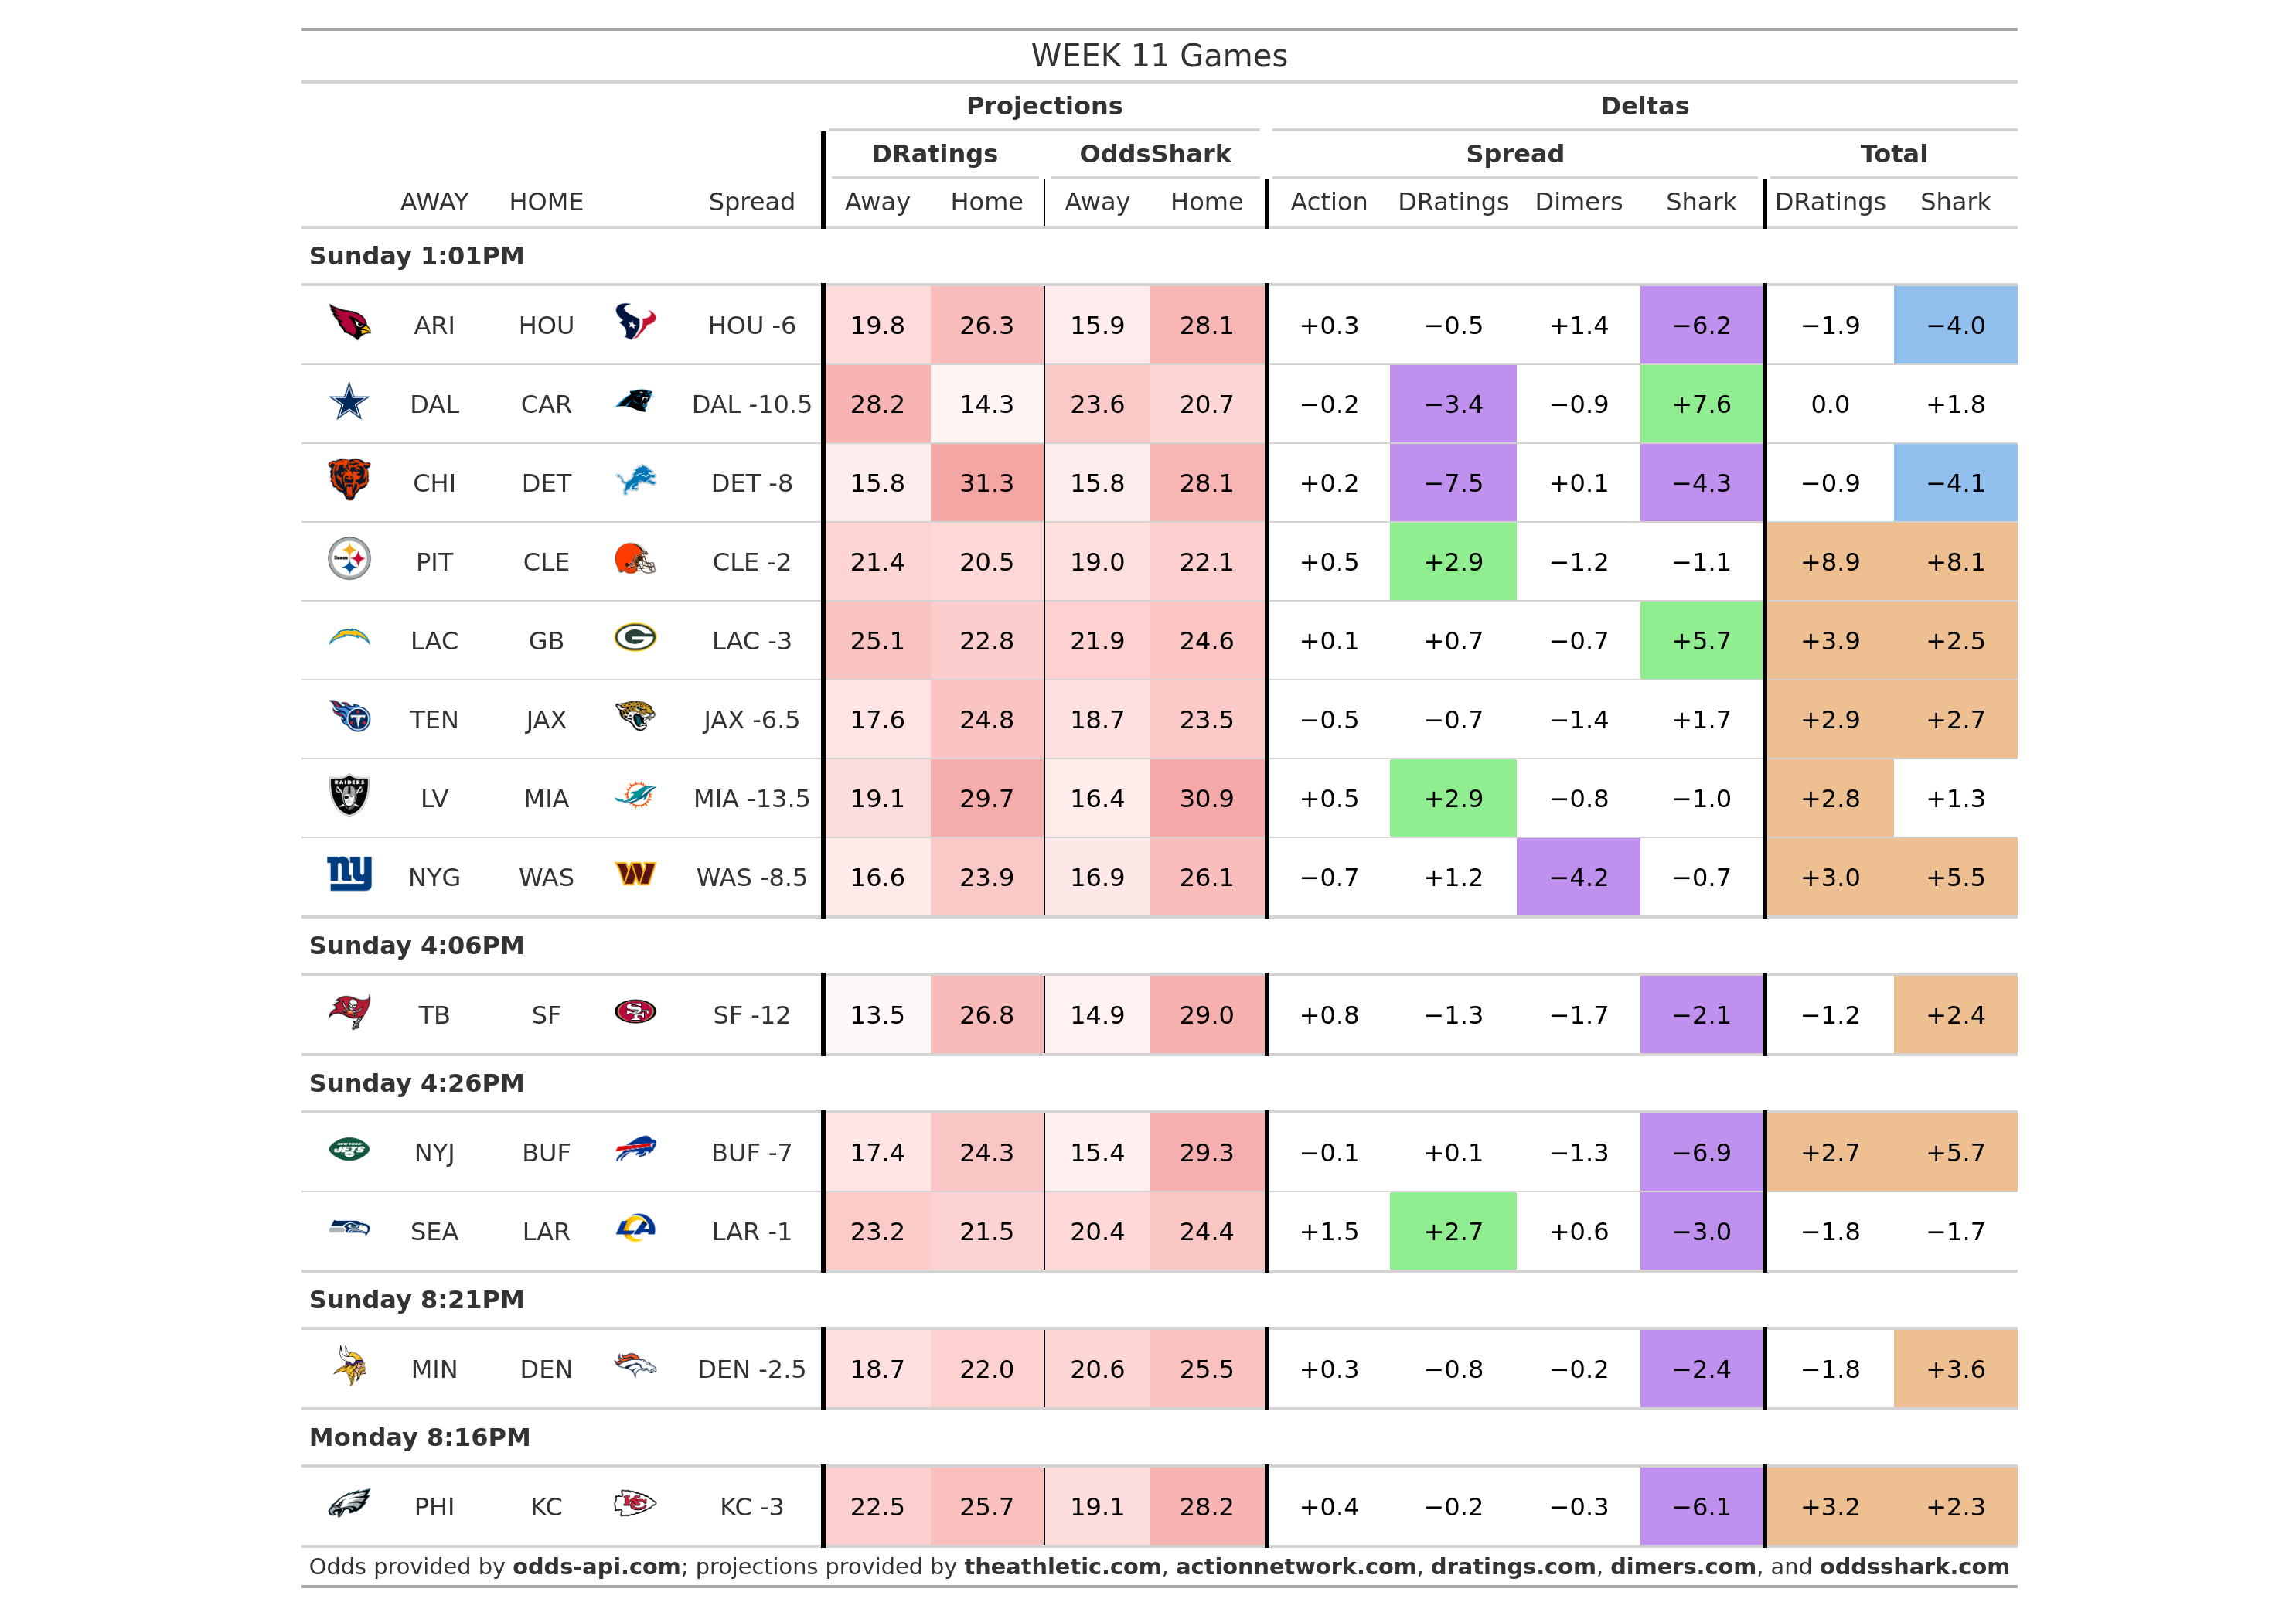 WEEK 11 Games
Projections Deltas
DRatings OddsShark Spread Total
AWAY HOME Spread Away Home Away Home Action DRatings Dimers Shark DRatings Shark
Sunday 1:01PM
ARI HOU HOU -6 19.8 26.3 15.9 28.1 +0.3 −0.5 +1.4 −6.2 −1.9 −4.0
DAL CAR DAL -10.5 28.2 14.3 23.6 20.7 −0.2 −3.4 −0.9 +7.6 0.0 +1.8
CHI DET DET -8 15.8 31.3 15.8 28.1 +0.2 −7.5 +0.1 −4.3 −0.9 −4.1
PIT CLE CLE -2 21.4 20.5 19.0 22.1 +0.5 +2.9 −1.2 −1.1 +8.9 +8.1
LAC GB LAC -3 25.1 22.8 21.9 24.6 +0.1 +0.7 −0.7 +5.7 +3.9 +2.5
TEN JAX JAX -6.5 17.6 24.8 18.7 23.5 −0.5 −0.7 −1.4 +1.7 +2.9 +2.7
RAIDERS LV MIA MIA -13.5 19.1 29.7 16.4 30.9 +0.5 +2.9 −0.8 −1.0 +2.8 +1.3
ny NYG WAS W WAS -8.5 16.6 23.9 16.9 26.1 −0.7 +1.2 −4.2 −0.7 +3.0 +5.5
Sunday 4:06PM
TB SF SF SF -12 13.5 26.8 14.9 29.0 +0.8 −1.3 −1.7 −2.1 −1.2 +2.4
Sunday 4:26PM
JETS NYJ BUF BUF -7 17.4 24.3 15.4 29.3 −0.1 +0.1 −1.3 −6.9 +2.7 +5.7
SEA LAR LA LAR -1 23.2 21.5 20.4 24.4 +1.5 +2.7 +0.6 −3.0 −1.8 −1.7
Sunday 8:21PM
MIN DEN DEN -2.5 18.7 22.0 20.6 25.5 +0.3 −0.8 −0.2 −2.4 −1.8 +3.6
Monday 8:16PM
PHI KC KC KC -3 22.5 25.7 19.1 28.2 +0.4 −0.2 −0.3 −6.1 +3.2 +2.3
Odds provided by odds-api.com; projections provided by theathletic.com, actionnetwork.com, dratings.com, dimers.com, and oddsshark.com